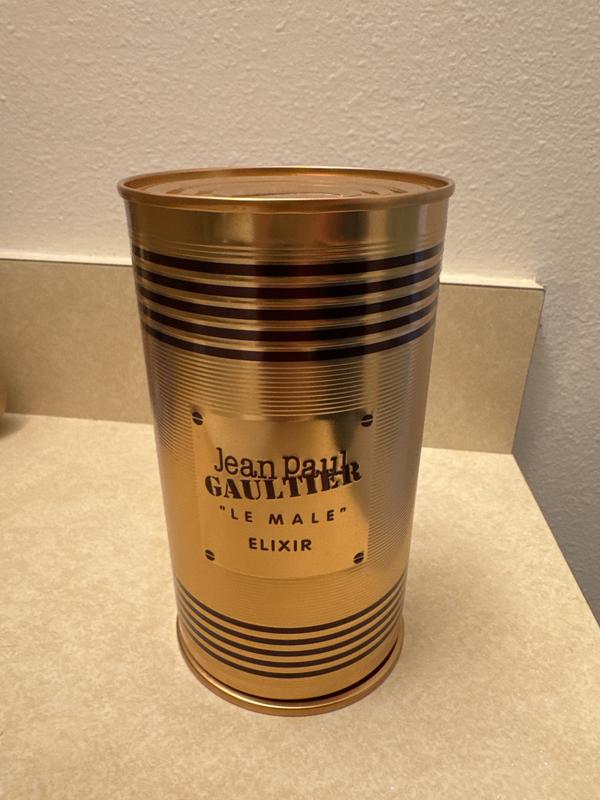 Jean Paul
GAULTIER
"LE MALE"
ELIXIR